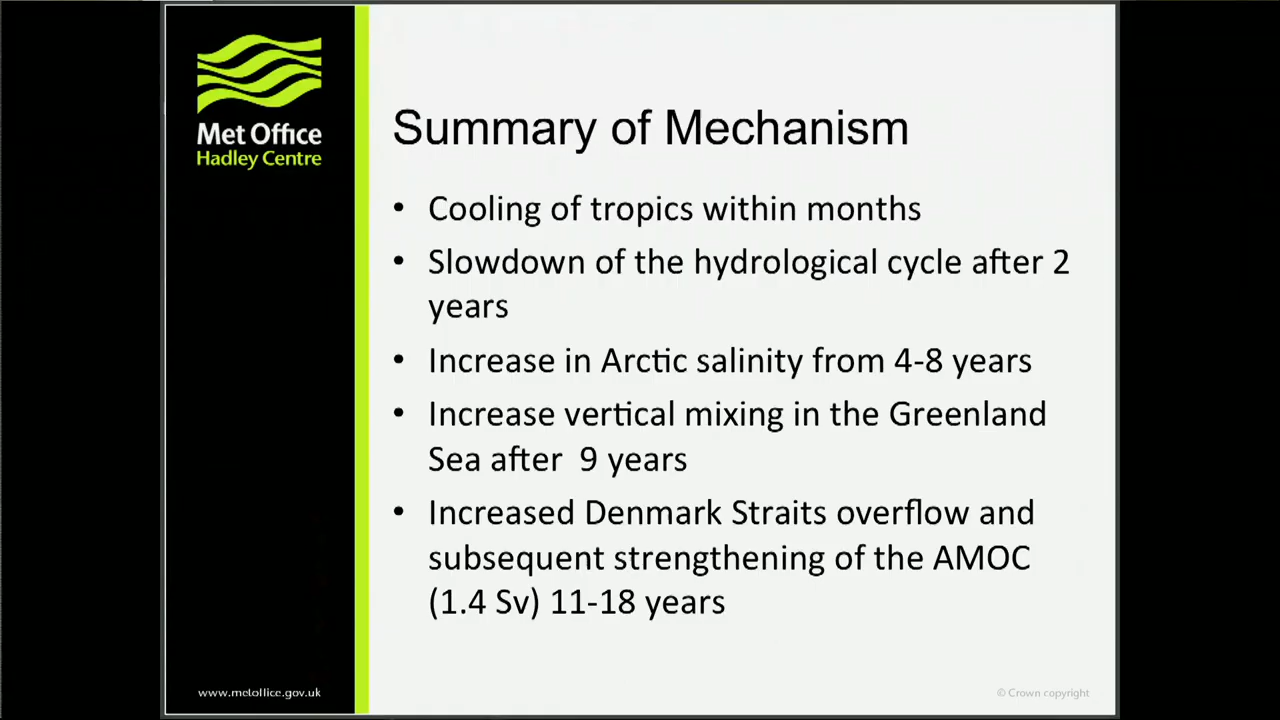 Met Office
Hadley Centre
Summary of Mechanism
• Cooling of tropics within months
• Slowdown of the hydrological cycle after 2
years
• Increase in Arctic salinity from 4-8 years
• Increase vertical mixing in the Greenland
Sea after 9 years
• Increased Denmark Straits overflow and
subsequent strengthening of the AMOC
(1.4 Sv) 11-18 years
www.metoffice.gov.uk
© Crown copyright